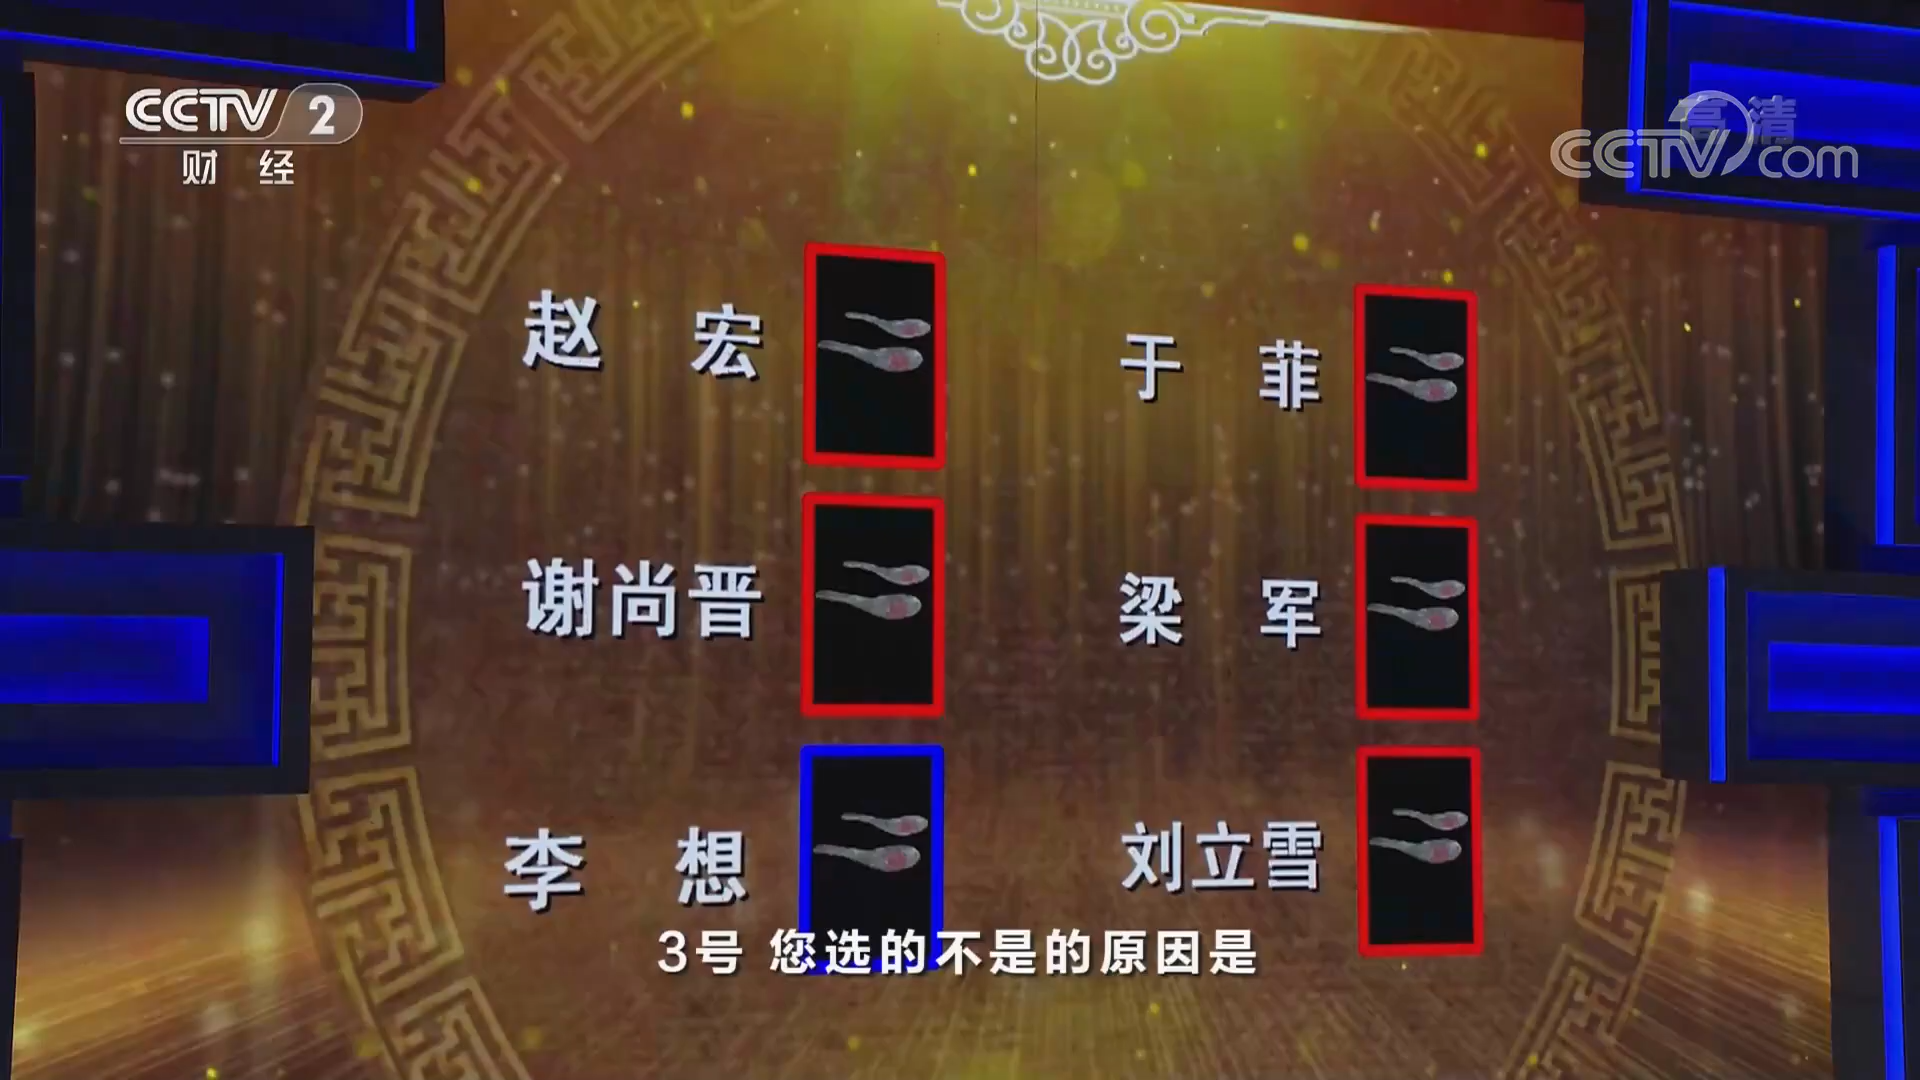 CCTV 2
财 经
高清
CCTV com
赵 宏
于 菲
谢尚晋
梁 军
李 想
刘立雪
3号 您选的不是的原因是